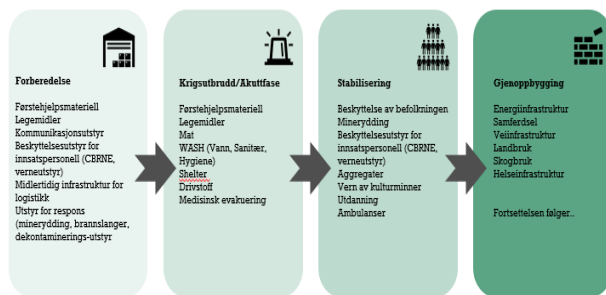 Forberedelse
Førstehjelpsmateriell
Legemidler
Kommunikasjonsutstyr
Beskyttelsesutstyr for
innsatspersonell (CBRNE,
verneutstyr)
Midlertidig infrastruktur for
logistikk
Utstyr for respons
(minerydding, brannslanger,
dekontaminerings-utstyr
Krigsutbrudd/Akuttfase
Førstehjelpsmateriell
Legemidler
Mat
WASH (Vann, Sanitær,
Hygiene)
Shelter
Drivstoff
Medisinsk evakuering
Stabilisering
Beskyttelse av befolkningen
Minerydding
Beskyttelsesutstyr for
innsatspersonell (CBRNE,
verneutstyr)
Aggregater
Vern av kulturminner
Utdanning
Ambulanser
Gjenoppbygging
Energiinfrastruktur
Samferdsel
Veiinfrastruktur
Landbruk
Skogbruk
Helseinfrastruktur
Fortsettelsen følger..